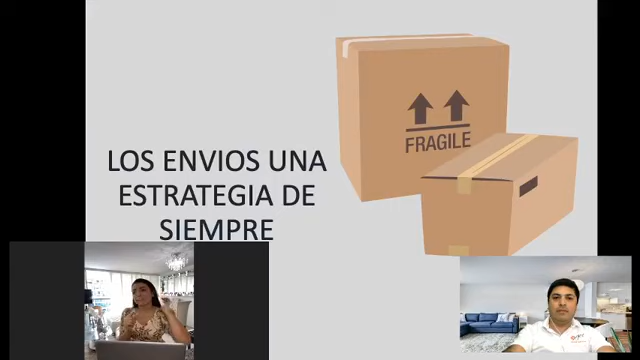 LOS ENVIOS UNA
ESTRATEGIA DE
SIEMPRE
FRAGILE